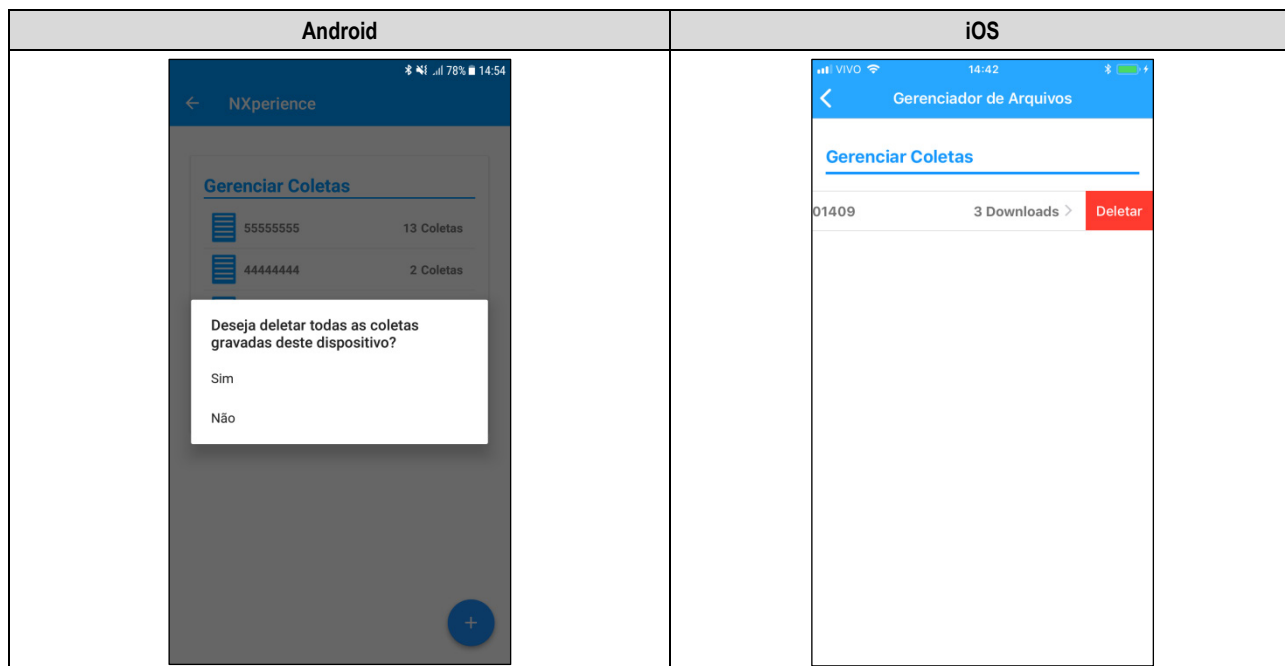 Android
iOS
78% 14:54
NXperience
Gerenciar Coletas
55555555 13 Coletas
44444444 2 Coletas
Deseja deletar todas as coletas
gravadas deste dispositivo?
Sim
Não
+
VIVO 14:42
Gerenciador de Arquivos
Gerenciar Coletas
01409 3 Downloads Deletar